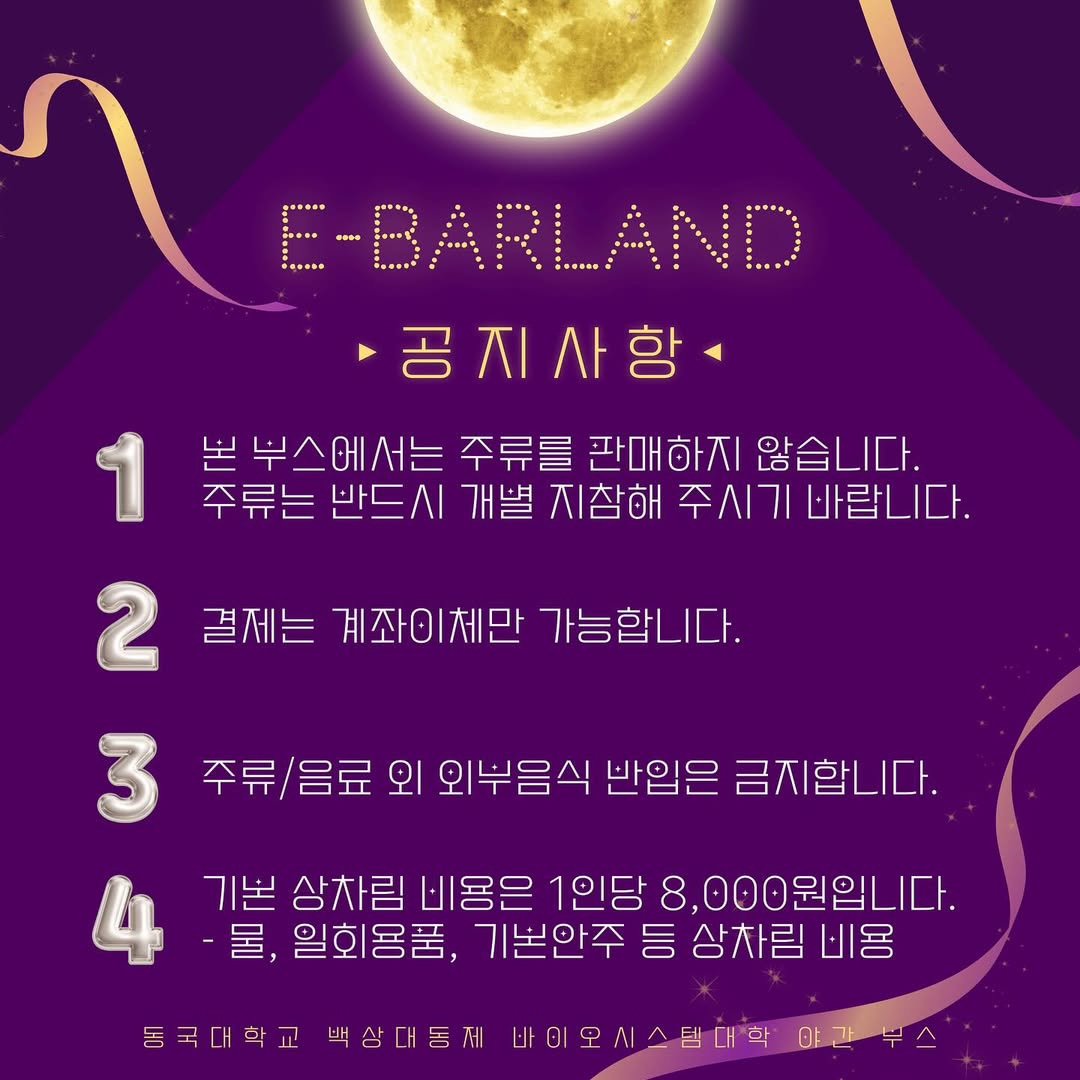 E-BARLAND
▶ 공지사항 ◀
1 본 부스에서는 주류를 판매하지 않습니다.
주류는 반드시 개별 지참해 주시기 바랍니다.
2 결제는 계좌이체만 가능합니다.
3 주류/음료 외 외부음식 반입은 금지합니다.
4 기본 상차림 비용은 1인당 8,000원입니다.
- 물, 일회용품, 기본안주 등 상차림 비용
동국대학교 백상대동제 바이오시스템대학 야간 부스